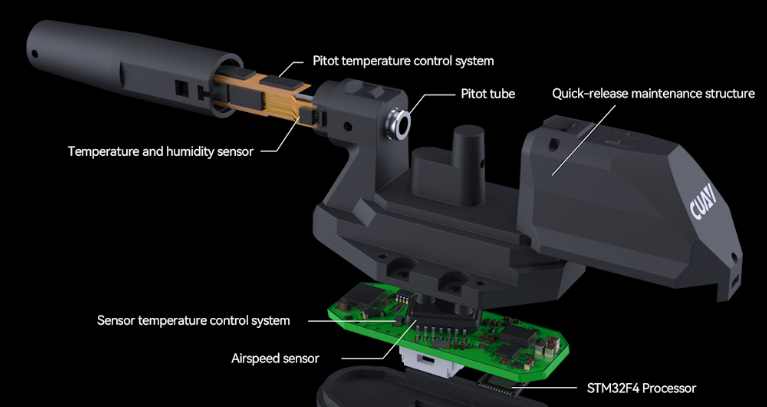 Pitot temperature control system
Pitot tube
Quick-release maintenance structure
Temperature and humidity sensor
CUAV
Sensor temperature control system
Airspeed sensor
STM32F4 Processor